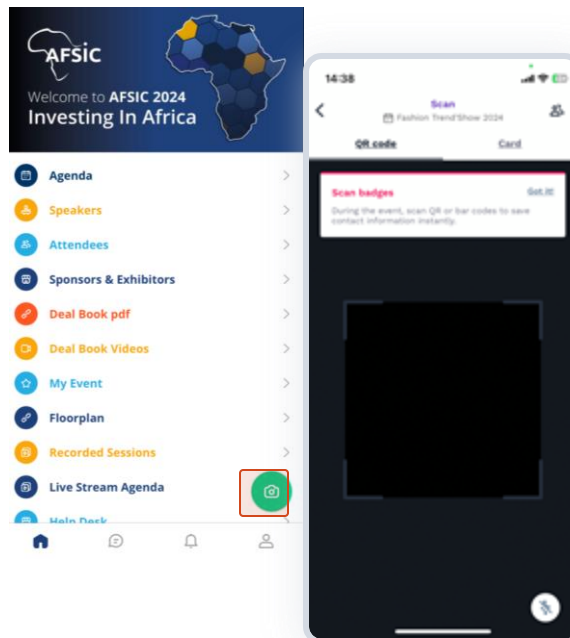 AFSIC
Welcome to AFSIC 2024
Investing In Africa
Agenda
Speakers
Attendees
Sponsors & Exhibitors
Deal Book pdf
Deal Book Videos
My Event
Floorplan
Recorded Sessions
Live Stream Agenda
Help Desk
14:38
Scan
Fashion Trend'Show 2024
QR code Card
Scan badges Got it!
During the event, scan QR or bar codes to save
contact information instantly.